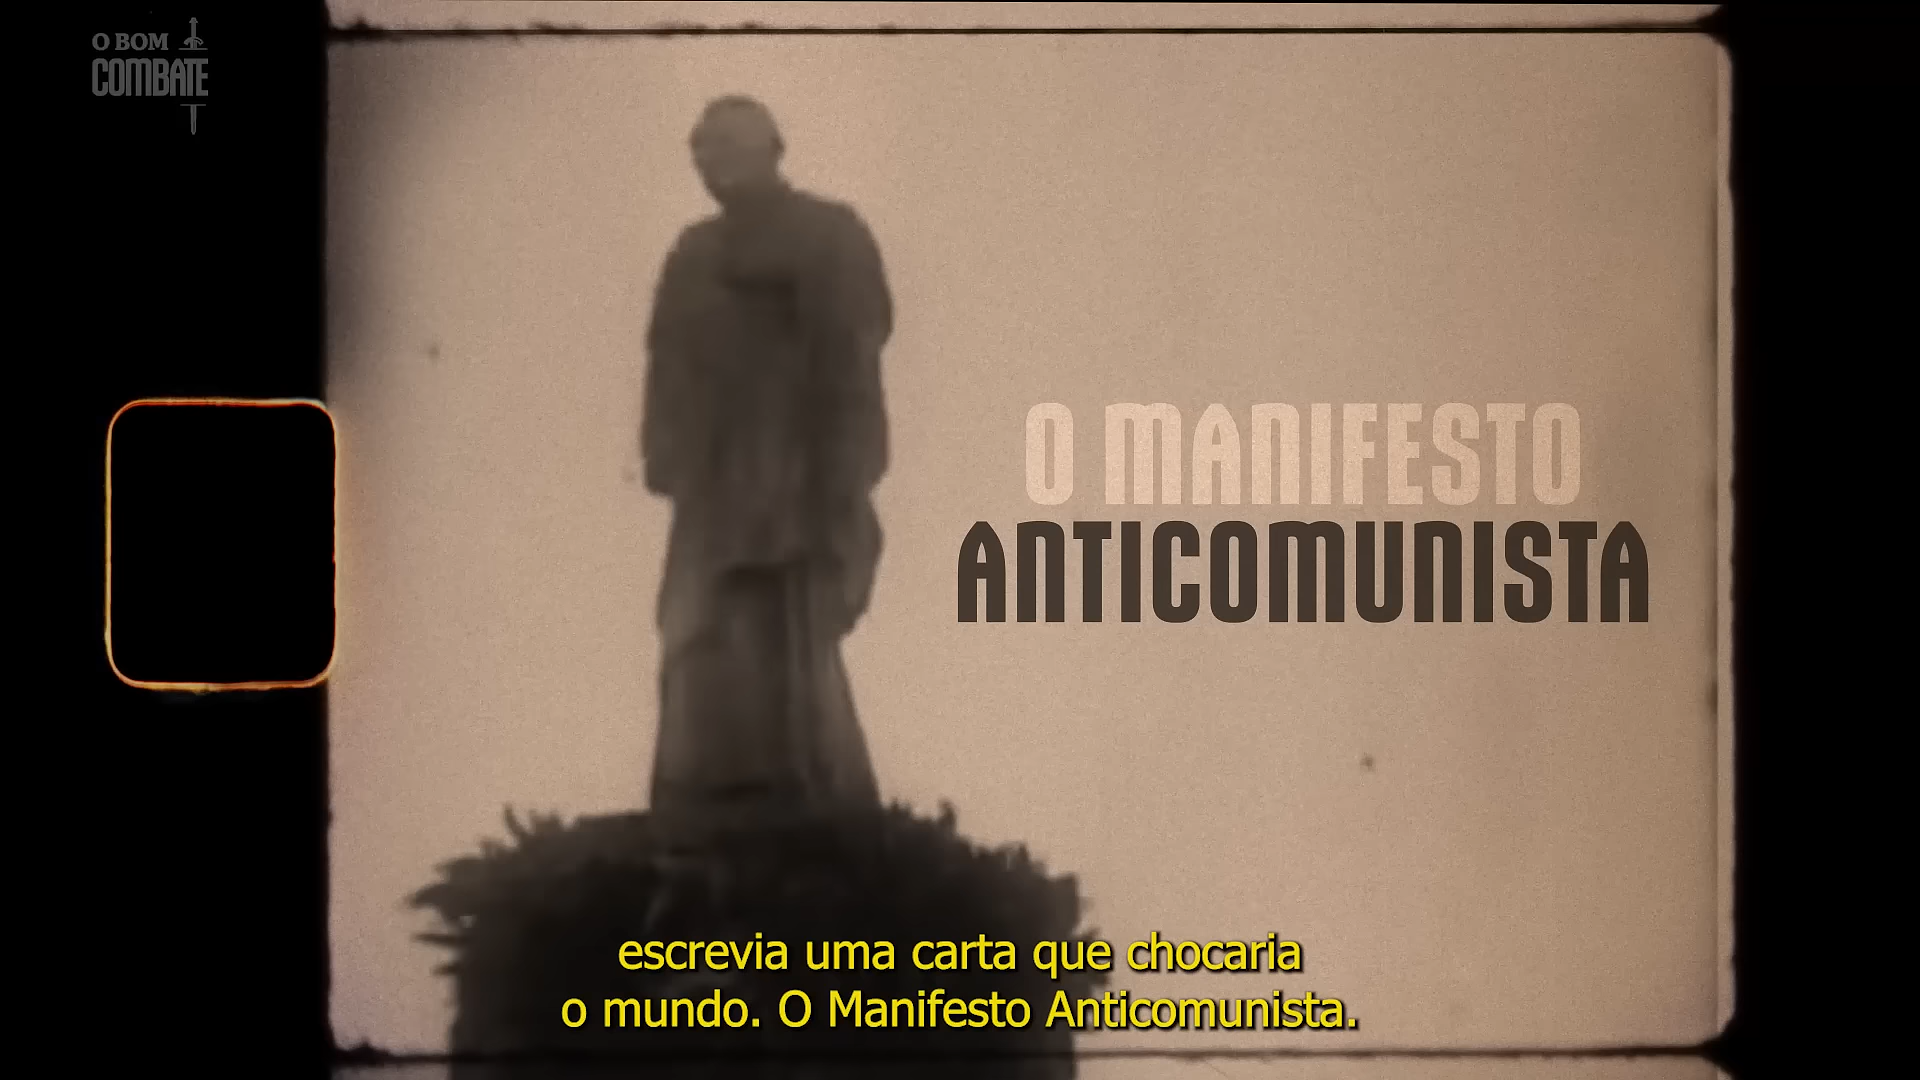 O BOM
COMBATE
O MANIFESTO
ANTICOMUNISTA
escrevia uma carta que chocaria
o mundo. O Manifesto Anticomunista.